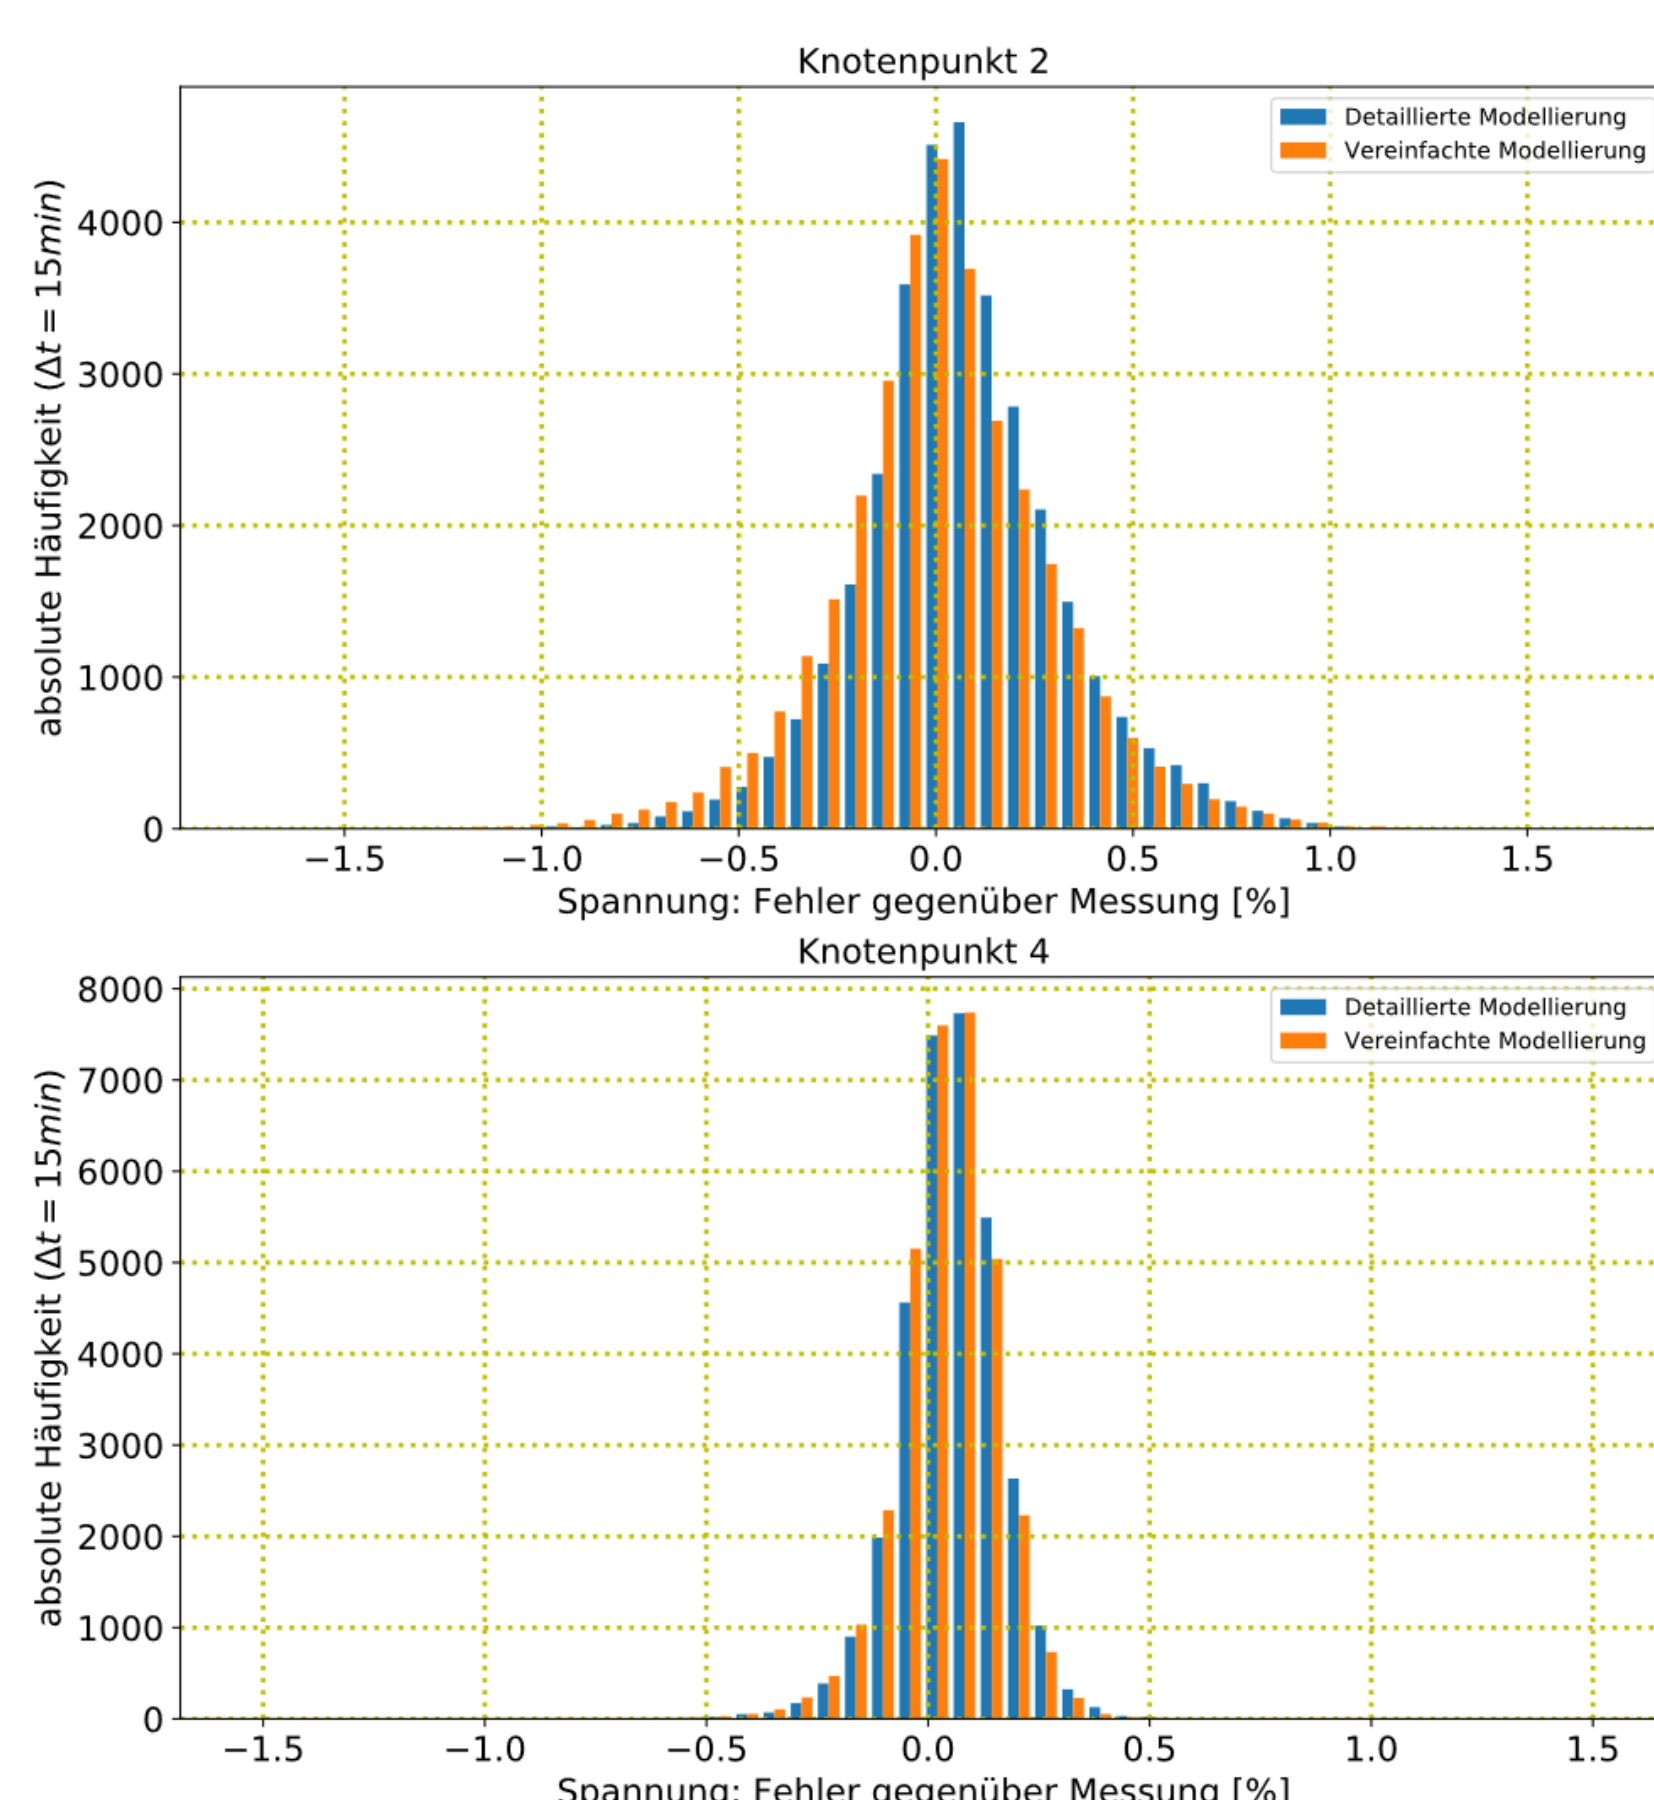 Knotenpunkt 2
Detaillierte Modellierung
Vereinfachte Modellierung
absolute Häufigkeit (Δt = 15min)
4000
3000
2000
1000
0
−1.5 −1.0 −0.5 0.0 0.5 1.0 1.5
Spannung: Fehler gegenüber Messung [%]
Knotenpunkt 4
Detaillierte Modellierung
Vereinfachte Modellierung
absolute Häufigkeit (Δt = 15min)
8000
7000
6000
5000
4000
3000
2000
1000
0
−1.5 −1.0 −0.5 0.0 0.5 1.0 1.5
Spannung: Fehler gegenüber Messung [%]